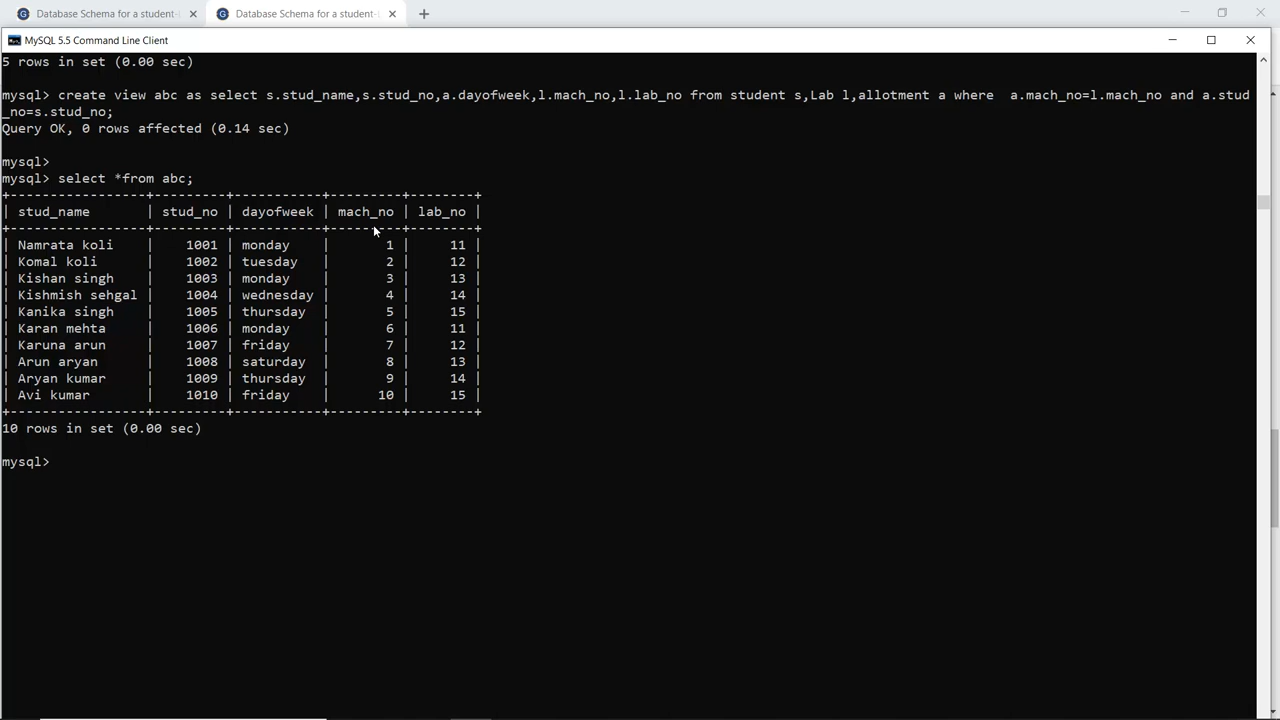 Database Schema for a student-l
Database Schema for a student-L
MySQL 5.5 Command Line Client
5 rows in set (0.00 sec)
mysql> create view abc as select s.stud_name,s.stud_no,a.dayofweek,l.mach_no,l.lab_no from student s,Lab l,allotment a where  a.mach_no=l.mach_no and a.stud
_no=s.stud_no;
Query OK, 0 rows affected (0.14 sec)
mysql>
mysql> select *from abc;
+-----------------+---------+-----------+---------+--------+
| stud_name       | stud_no | dayofweek | mach_no | lab_no |
+-----------------+---------+-----------+---------+--------+
| Namrata koli    |    1001 | monday    |       1 |     11 |
| Komal koli      |    1002 | tuesday   |       2 |     12 |
| Kishan singh    |    1003 | monday    |       3 |     13 |
| Kishmish sehgal |    1004 | wednesday |       4 |     14 |
| Kanika singh    |    1005 | thursday  |       5 |     15 |
| Karan mehta     |    1006 | monday    |       6 |     11 |
| Karuna arun     |    1007 | friday    |       7 |     12 |
| Arun aryan      |    1008 | saturday  |       8 |     13 |
| Aryan kumar     |    1009 | thursday  |       9 |     14 |
| Avi kumar       |    1010 | friday    |      10 |     15 |
+-----------------+---------+-----------+---------+--------+
10 rows in set (0.00 sec)
mysql>